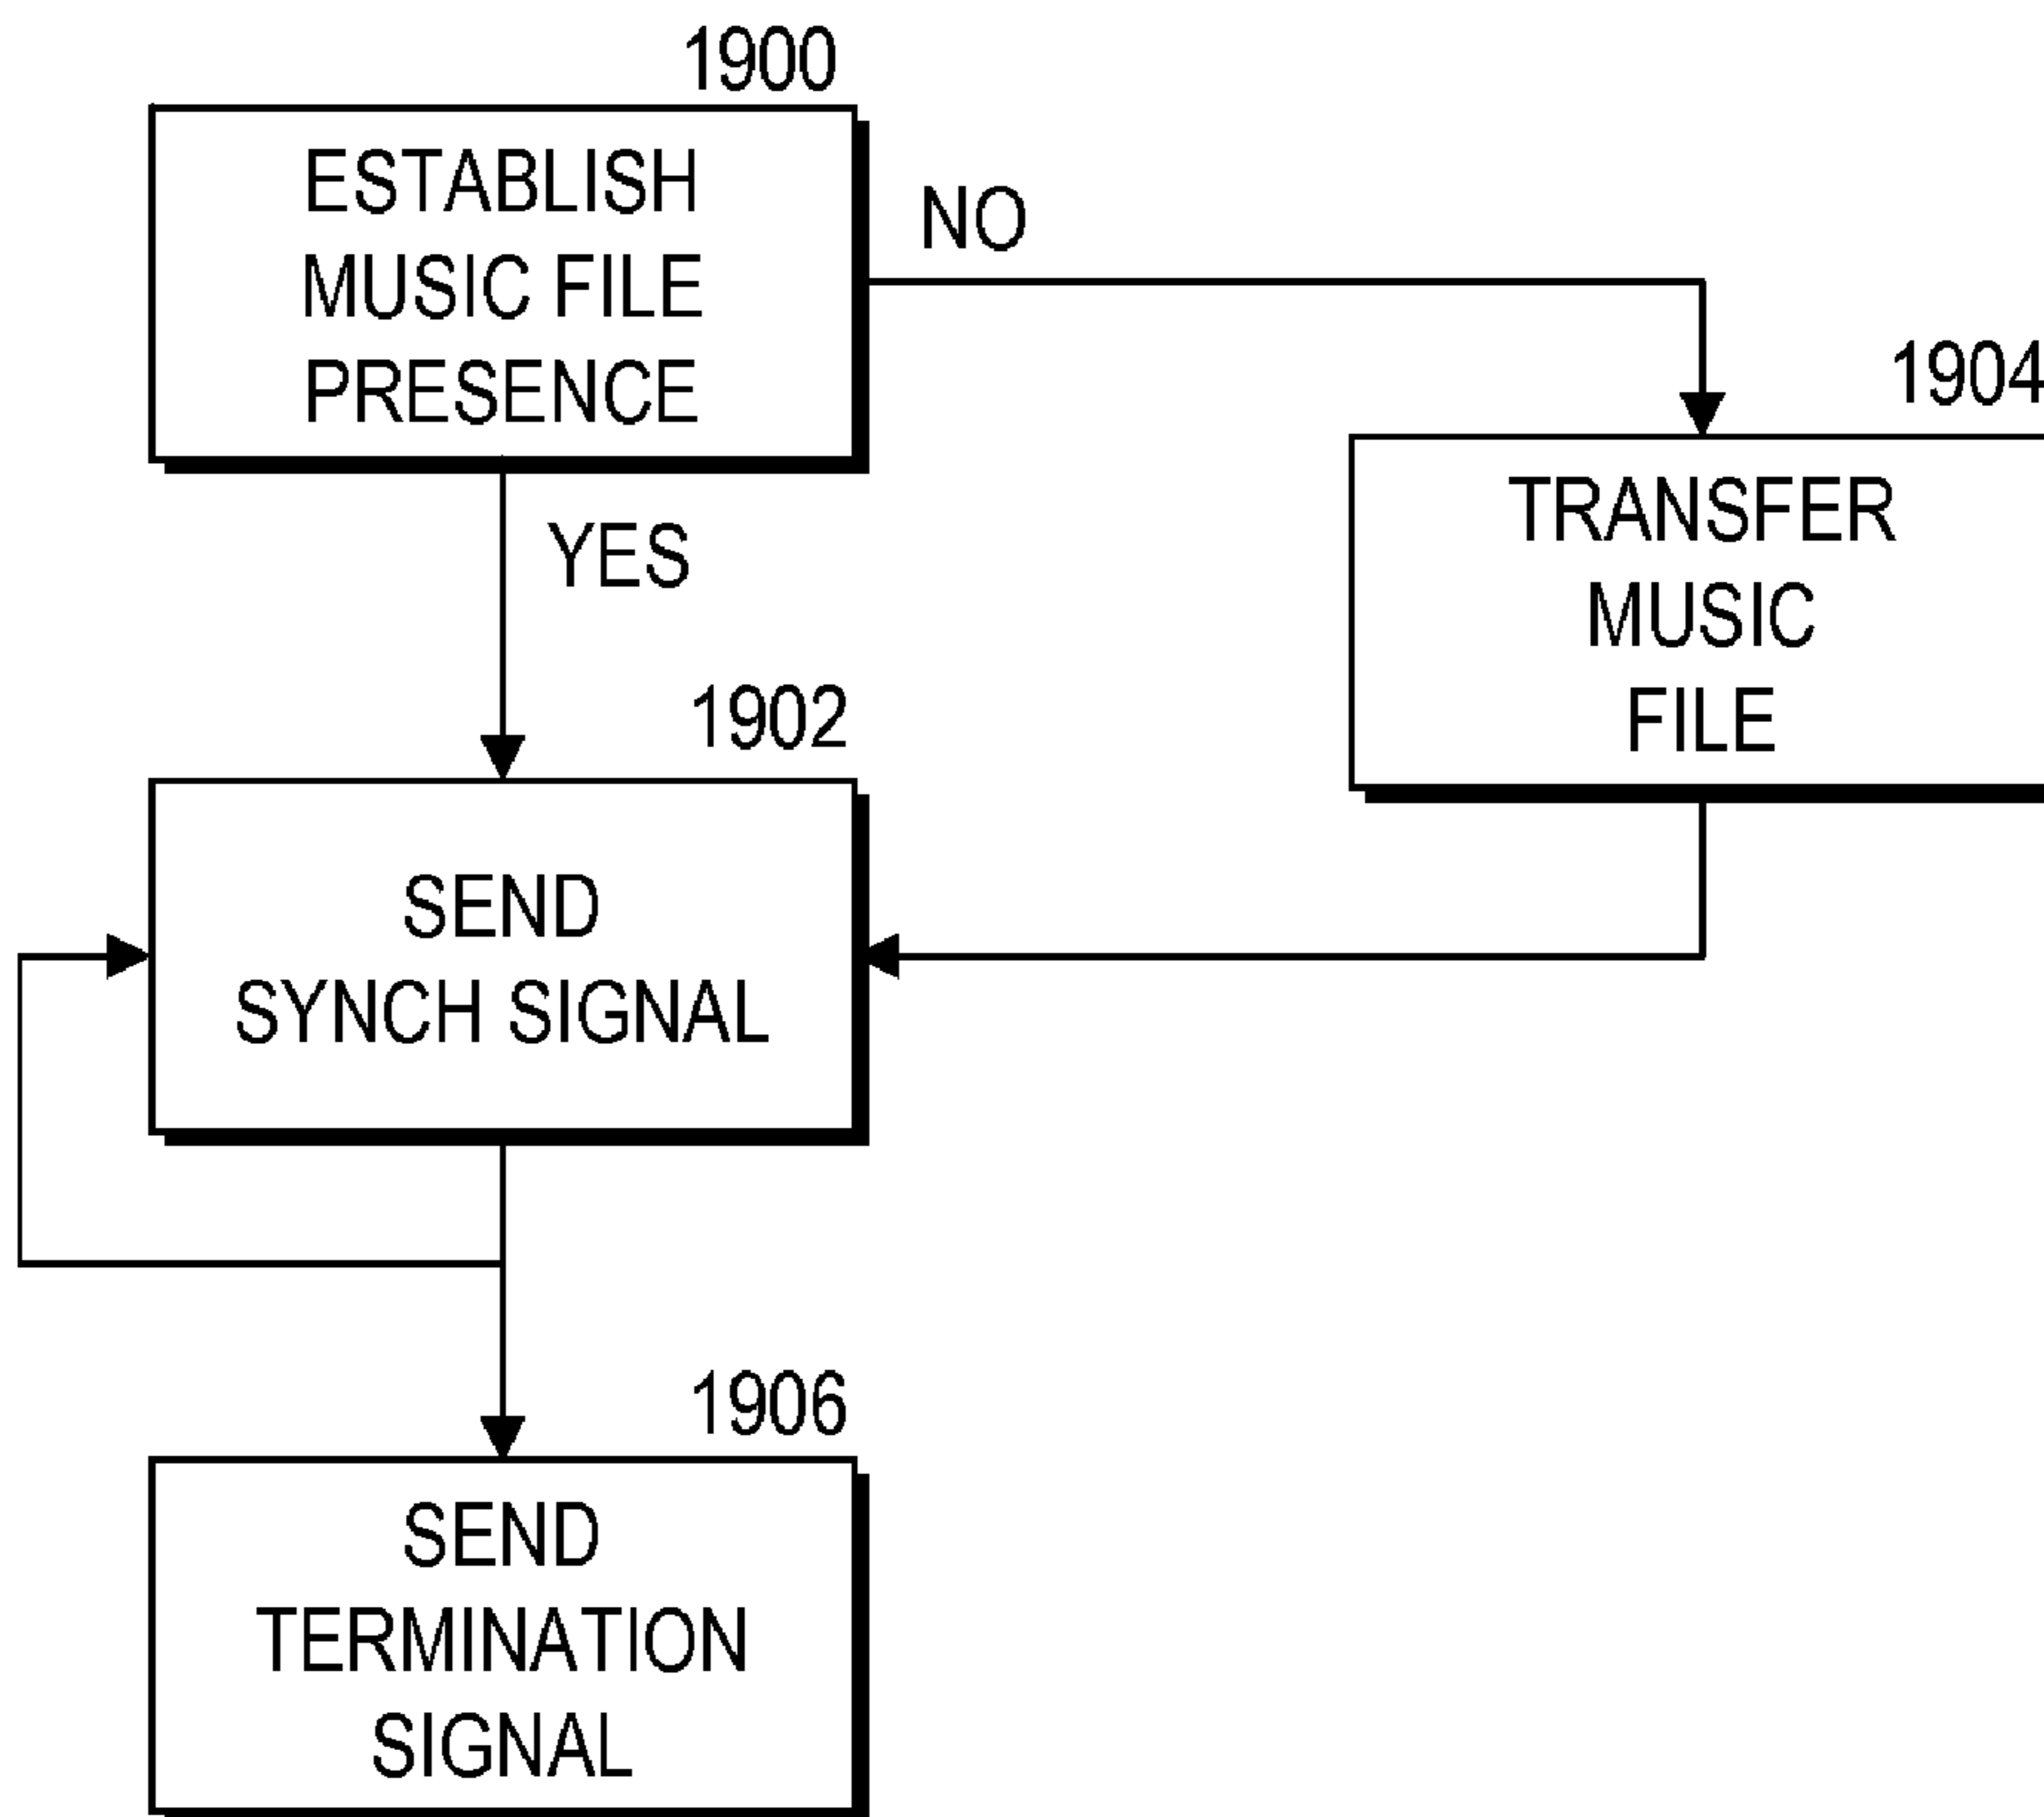 1900
ESTABLISH
MUSIC FILE
PRESENCE
NO
YES
1904
TRANSFER
MUSIC
FILE
1902
SEND
SYNCH SIGNAL
1906
SEND
TERMINATION
SIGNAL